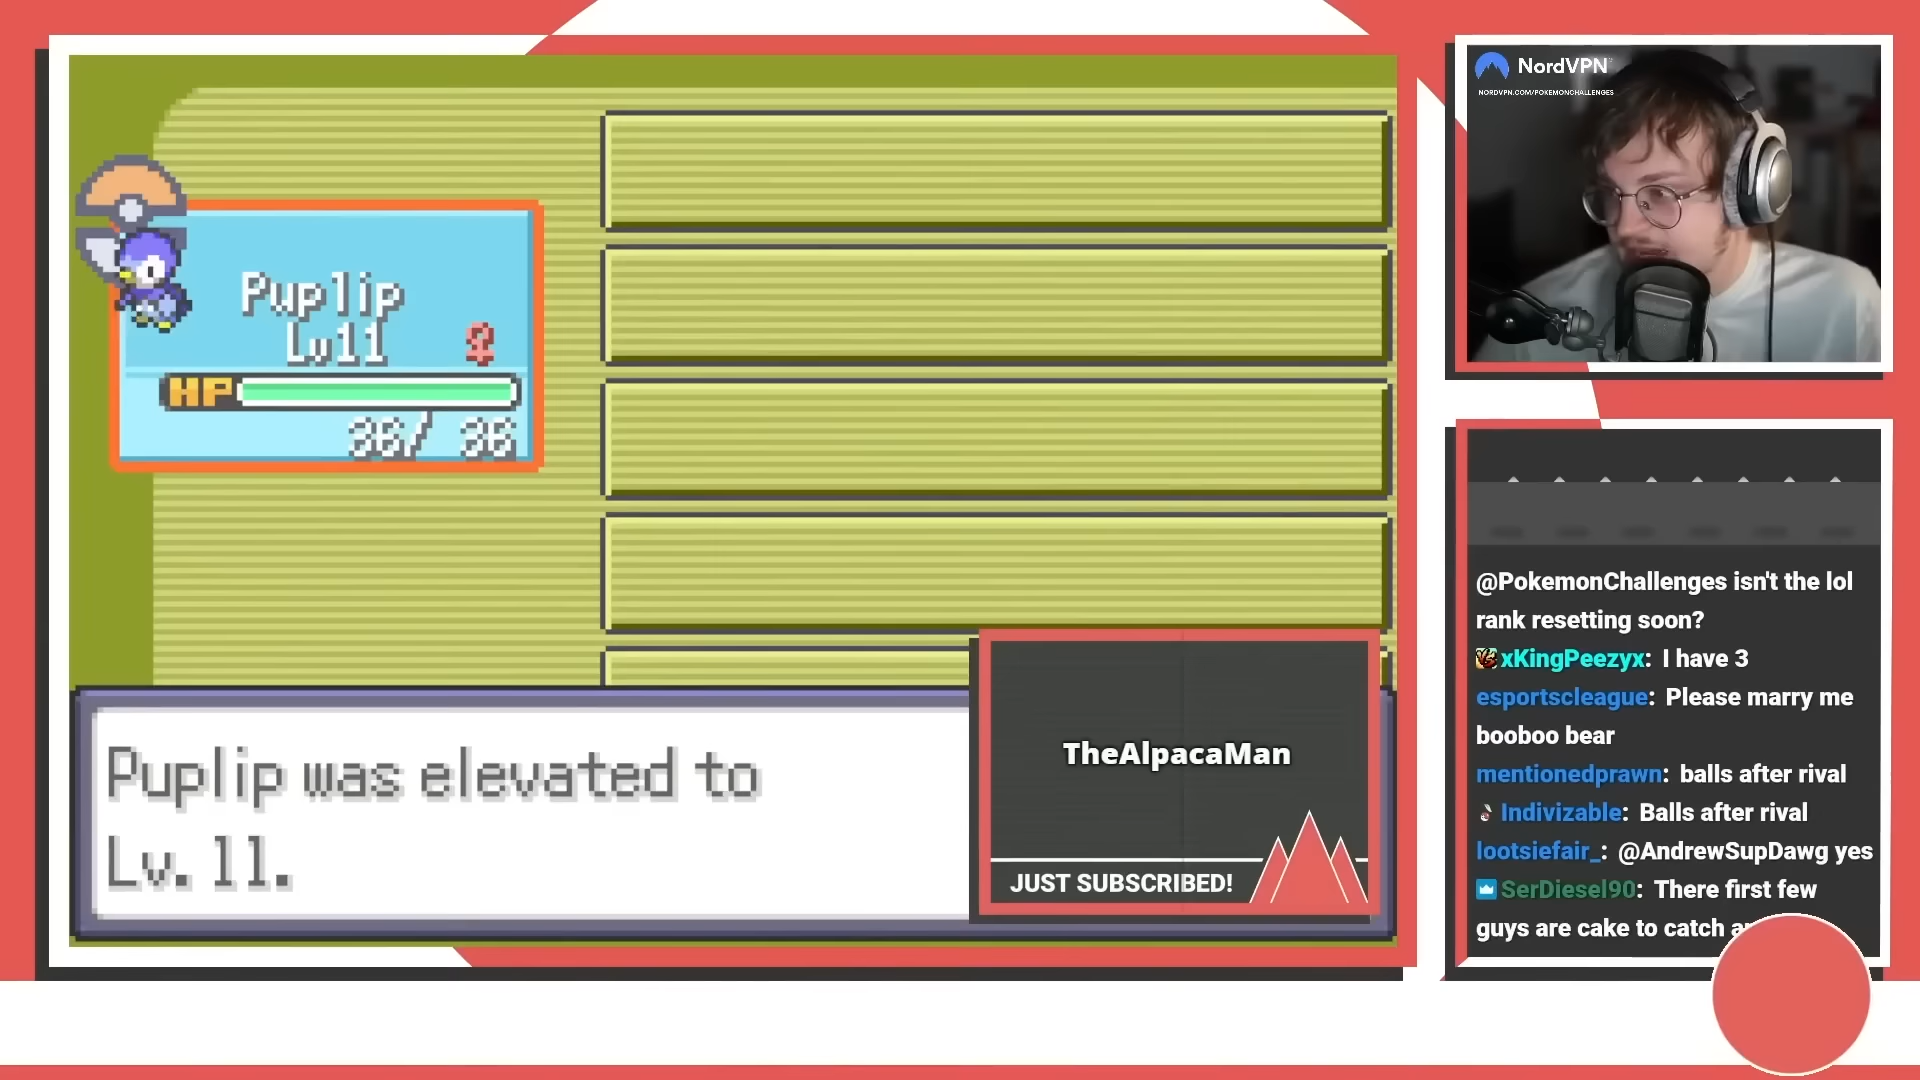 NordVPN
NORDVPN.COM/POKEMONCHALLENGES
Puplip
Lv11 ♀
HP
36/ 36
Puplip was elevated to
Lv. 11.
TheAlpacaMan
JUST SUBSCRIBED!
@PokemonChallenges isn't the lol
rank resetting soon?
xKingPeezyx: I have 3
esportscleague: Please marry me
booboo bear
mentionedprawn: balls after rival
Indivizable: Balls after rival
lootsiefair_: @AndrewSupDawg yes
SerDiesel90: There first few
guys are cake to catch